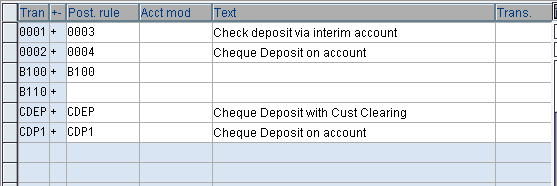 Tran +- Post. rule Acct mod Text Trans.
0001 + 0003 Check deposit via interim account
0002 + 0004 Cheque Deposit on account
B100 + B100
B110 +
CDEP + CDEP Cheque Deposit with Cust Clearing
CDP1 + CDP1 Cheque Deposit on account